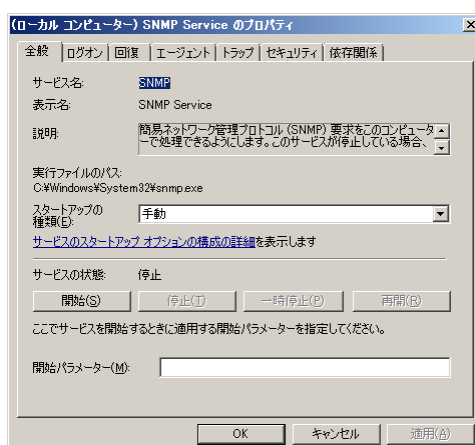 (ローカル コンピューター) SNMP Service のプロパティ
全般 ログオン 回復 エージェント トラップ セキュリティ 依存関係
サービス名: SNMP
表示名: SNMP Service
説明: 簡易ネットワーク管理プロトコル (SNMP) 要求をこのコンピュータ
ーで処理できるようにします。このサービスが停止している場合、
実行ファイルのパス:
C:¥Windows¥System32¥snmp.exe
スタートアップの
種類(E): 手動
サービスのスタートアップ オプションの構成の詳細を表示します
サービスの状態: 停止
開始(S) 停止(T) 一時停止(P) 再開(R)
ここでサービスを開始するときに適用する開始パラメーターを指定してください。
開始パラメーター(M):
OK キャンセル 適用(A)